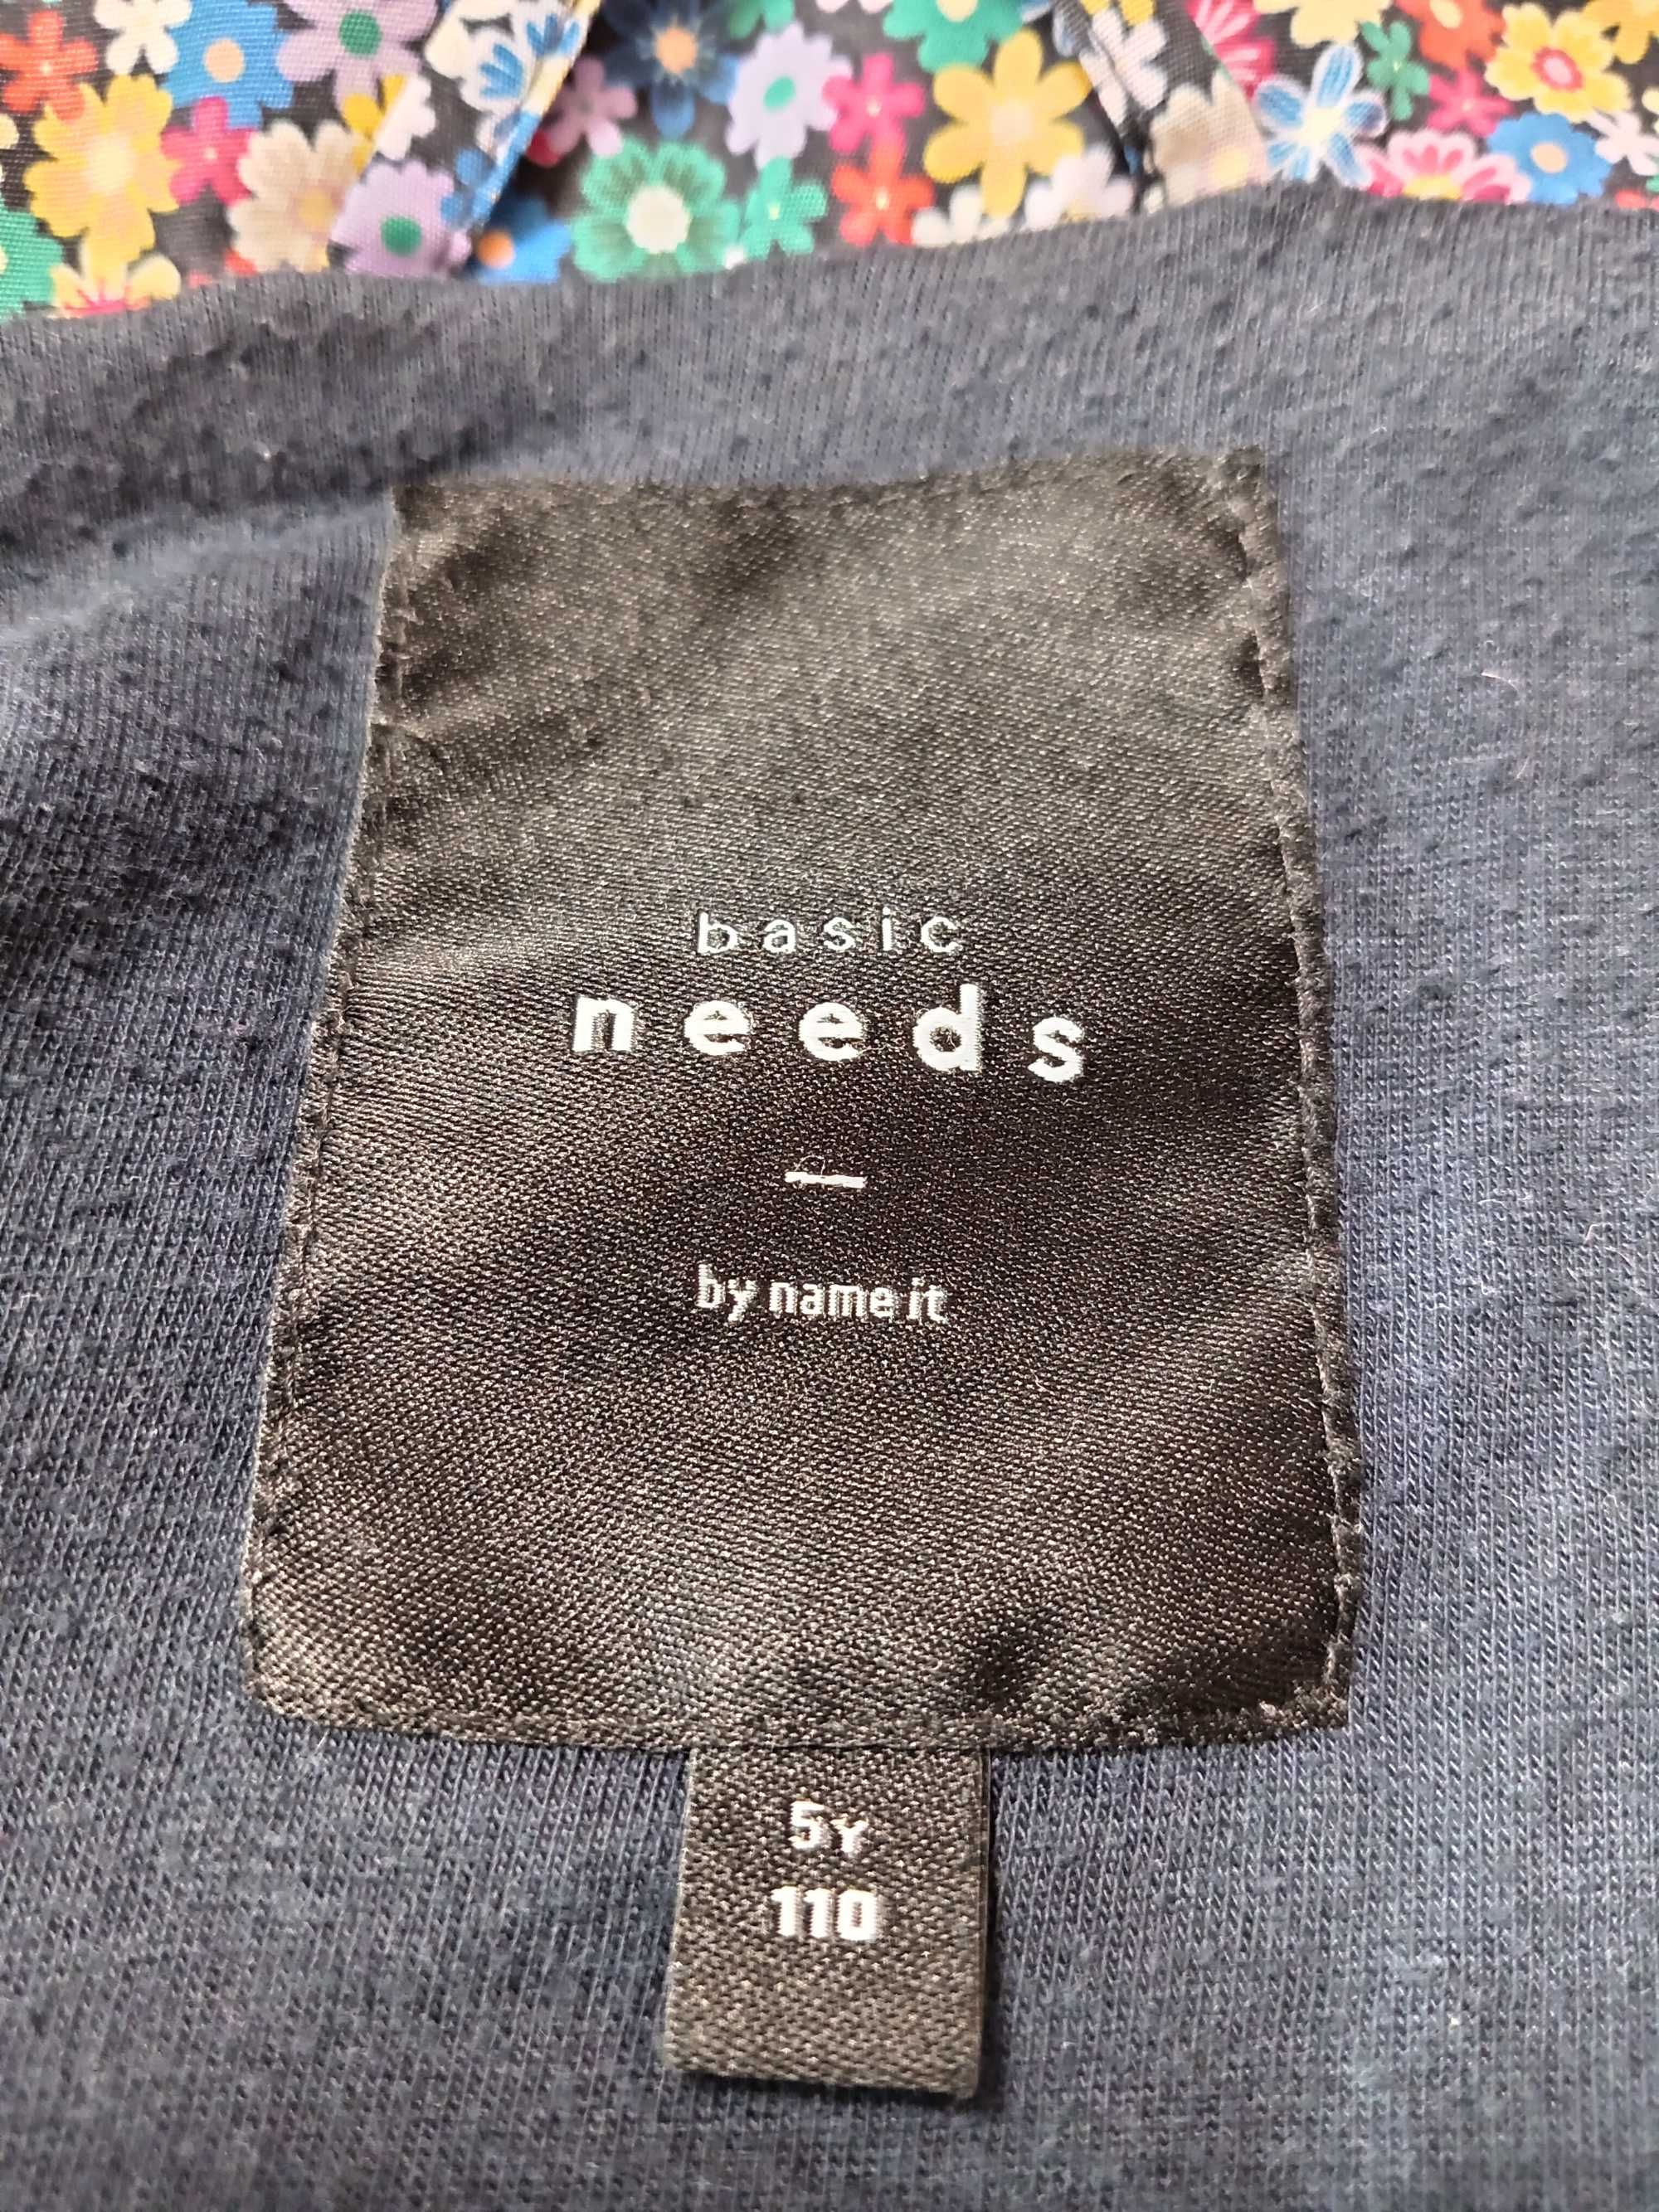 basic
needs
—
by name it
5Y
110